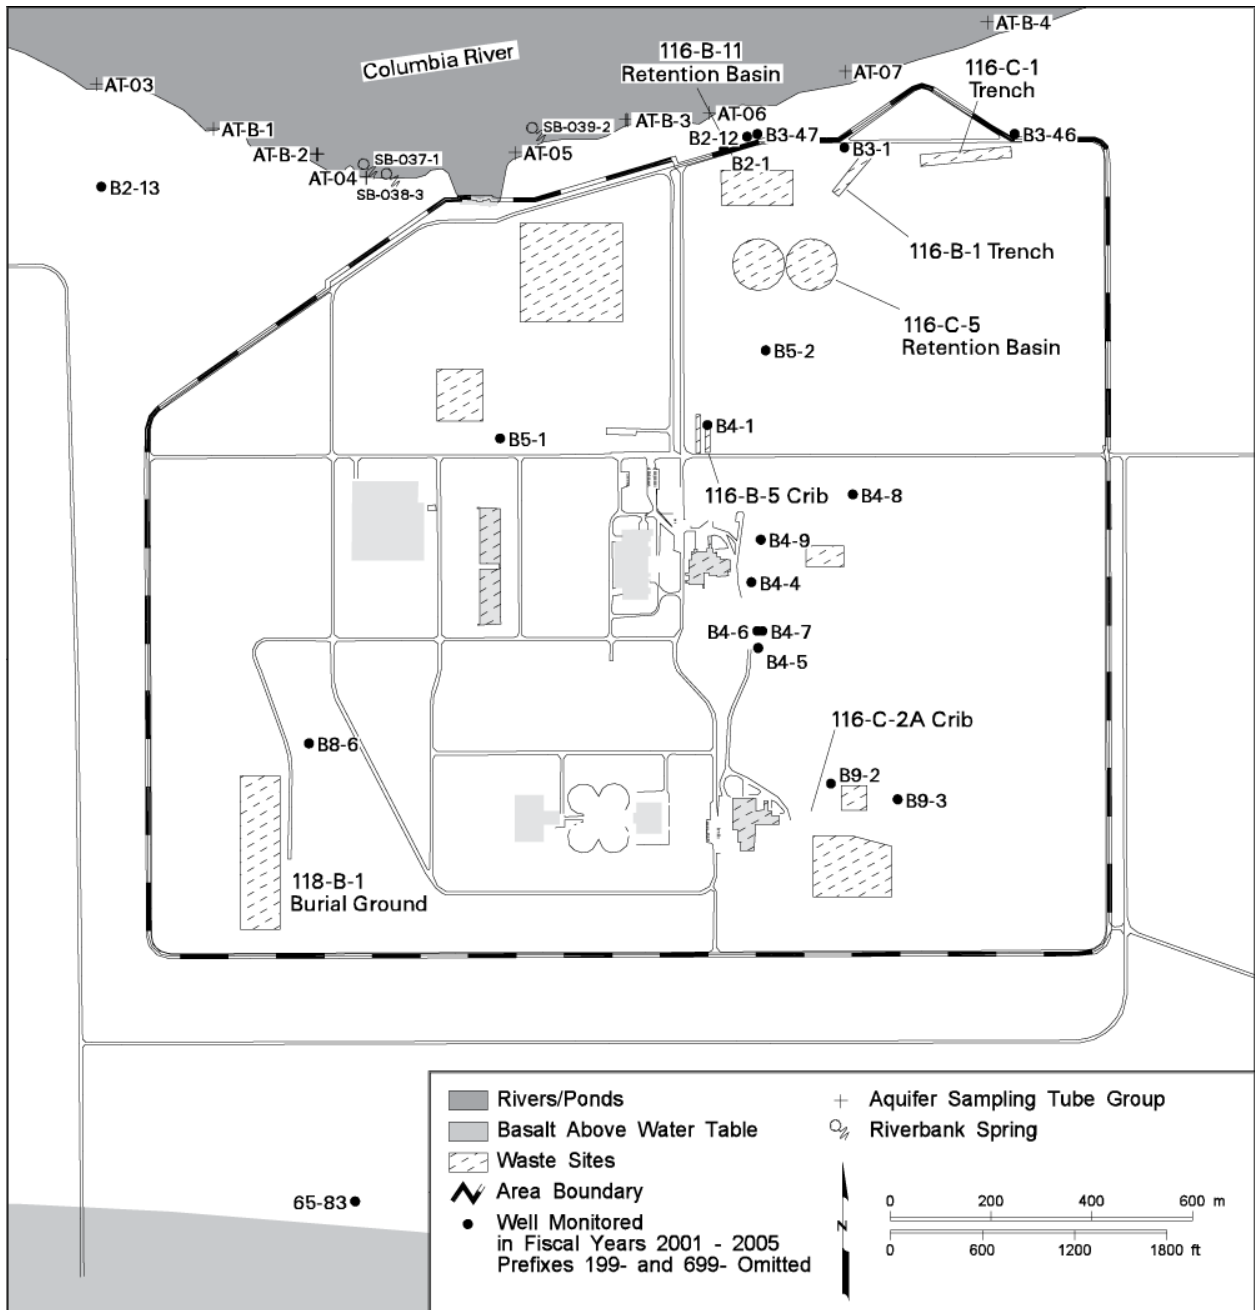 AT-B-4
Columbia River
116-B-11
Retention Basin
AT-07
116-C-1
Trench
AT-03
AT-B-1
SB-039-2
AT-B-3
AT-06
B2-12
B3-47
B3-46
AT-B-2
SB-037-1
AT-05
B2-1
B3-1
AT-04
SB-038-3
B2-13
116-B-1 Trench
116-C-5
Retention Basin
B5-2
B5-1
B4-1
116-B-5 Crib
B4-8
B4-9
B4-4
B4-6
B4-7
B4-5
116-C-2A Crib
B8-6
B9-2
B9-3
118-B-1
Burial Ground
65-83
Rivers/Ponds
Basalt Above Water Table
Waste Sites
Area Boundary
Well Monitored
in Fiscal Years 2001 - 2005
Prefixes 199- and 699- Omitted
Aquifer Sampling Tube Group
Riverbank Spring
N
0 200 400 600 m
0 600 1200 1800 ft